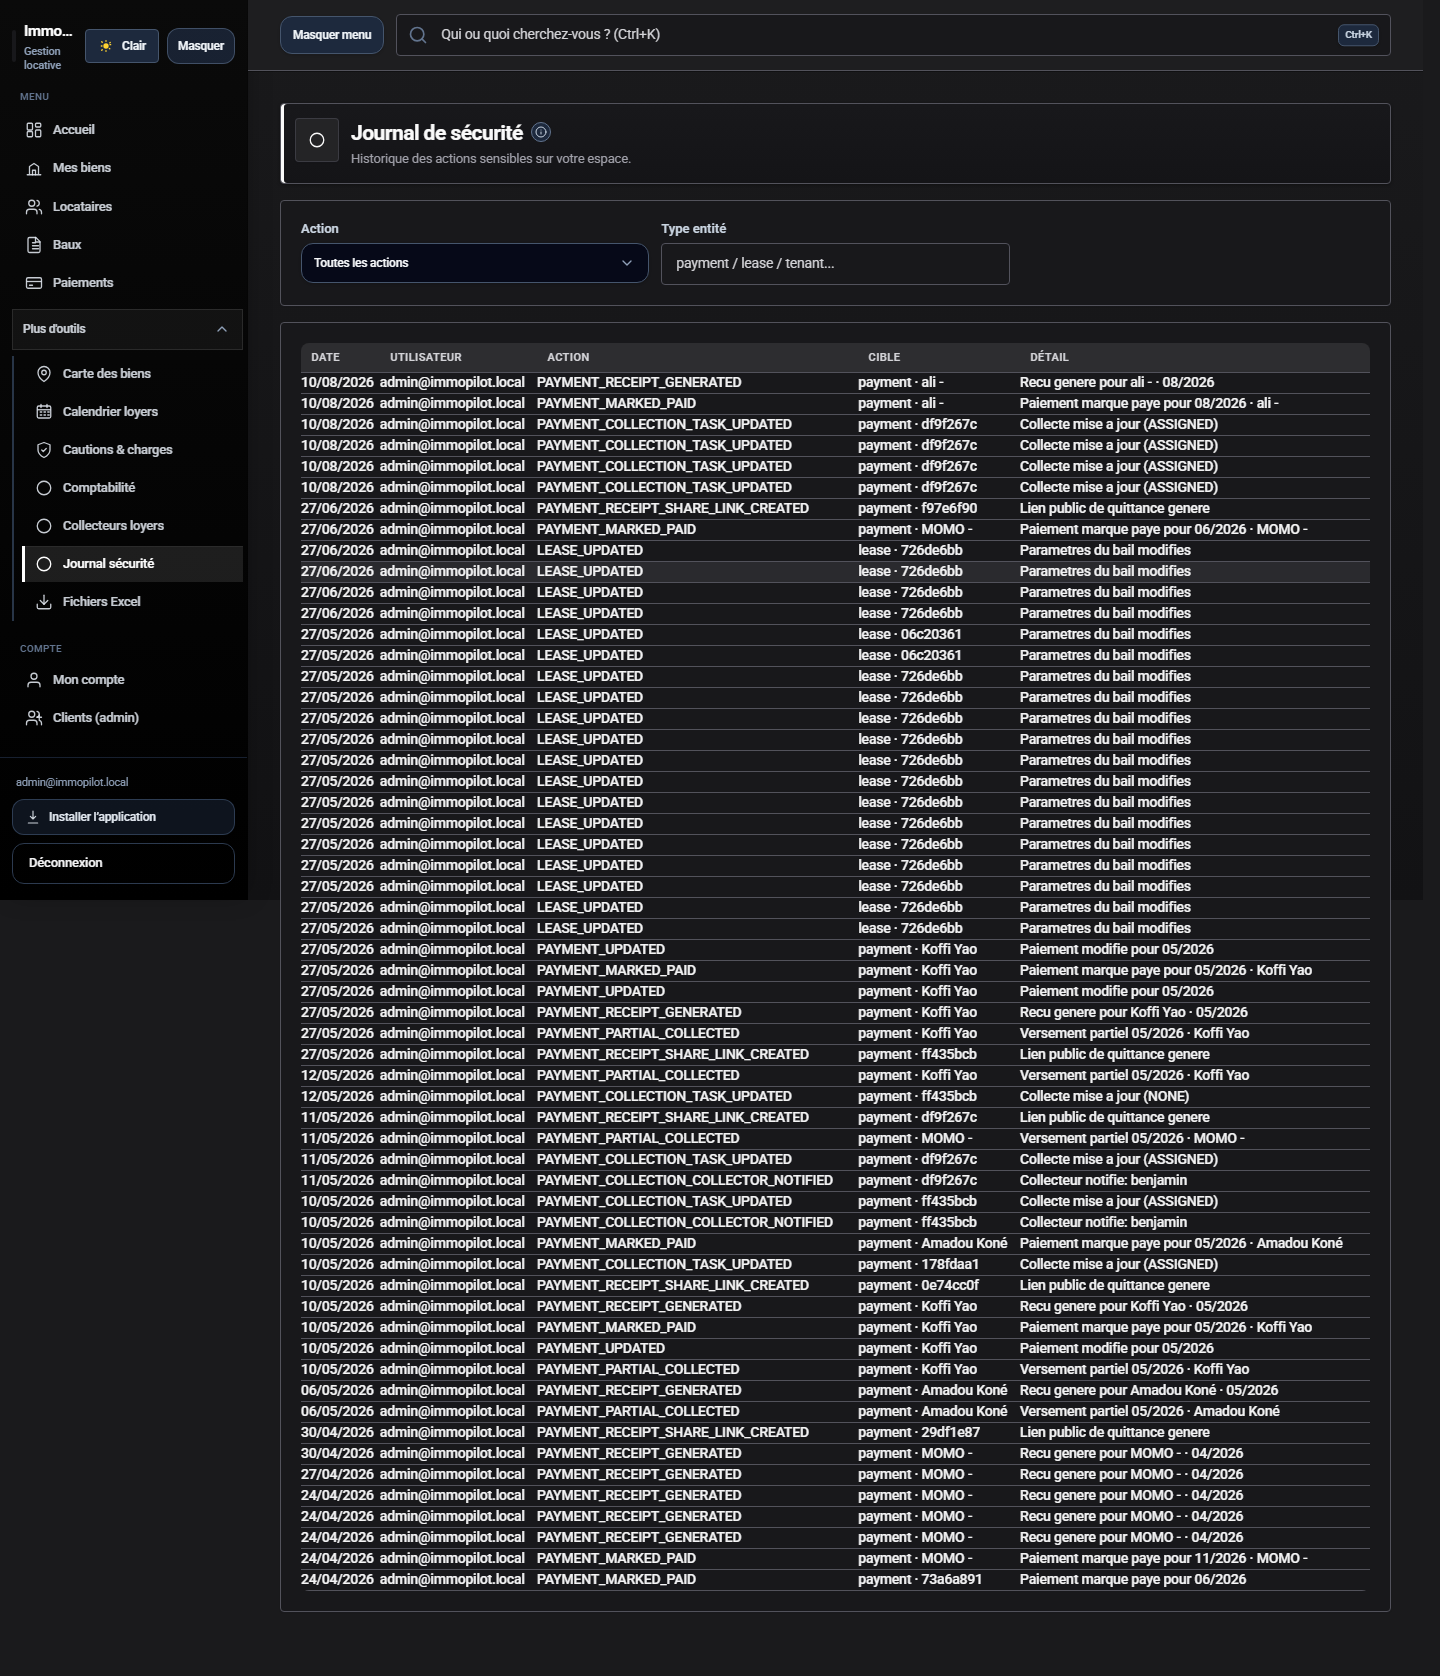 Immo...
Gestion
locative
Clair
Masquer
MENU
Accueil
Mes biens
Locataires
Baux
Paiements
Plus d'outils
Carte des biens
Calendrier loyers
Cautions & charges
Comptabilité
Collecteurs loyers
Journal sécurité
Fichiers Excel
COMPTE
Mon compte
Clients (admin)
admin@immopilot.local
Installer l'application
Déconnexion
Masquer menu
Qui ou quoi cherchez-vous ? (Ctrl+K)
Ctrl+K
Journal de sécurité
Historique des actions sensibles sur votre espace.
Action
Type entité
Toutes les actions
payment / lease / tenant...
DATE UTILISATEUR ACTION CIBLE DÉTAIL
10/08/2026 admin@immopilot.local PAYMENT_RECEIPT_GENERATED payment · ali - Recu genere pour ali - · 08/2026
10/08/2026 admin@immopilot.local PAYMENT_MARKED_PAID payment · ali - Paiement marque paye pour 08/2026 · ali -
10/08/2026 admin@immopilot.local PAYMENT_COLLECTION_TASK_UPDATED payment · df9f267c Collecte mise a jour (ASSIGNED)
10/08/2026 admin@immopilot.local PAYMENT_COLLECTION_TASK_UPDATED payment · df9f267c Collecte mise a jour (ASSIGNED)
10/08/2026 admin@immopilot.local PAYMENT_COLLECTION_TASK_UPDATED payment · df9f267c Collecte mise a jour (ASSIGNED)
10/08/2026 admin@immopilot.local PAYMENT_COLLECTION_TASK_UPDATED payment · df9f267c Collecte mise a jour (ASSIGNED)
27/06/2026 admin@immopilot.local PAYMENT_RECEIPT_SHARE_LINK_CREATED payment · f97e6f90 Lien public de quittance genere
27/06/2026 admin@immopilot.local PAYMENT_MARKED_PAID payment · MOMO - Paiement marque paye pour 06/2026 · MOMO -
27/06/2026 admin@immopilot.local LEASE_UPDATED lease · 726de6bb Parametres du bail modifies
27/06/2026 admin@immopilot.local LEASE_UPDATED lease · 726de6bb Parametres du bail modifies
27/06/2026 admin@immopilot.local LEASE_UPDATED lease · 726de6bb Parametres du bail modifies
27/06/2026 admin@immopilot.local LEASE_UPDATED lease · 726de6bb Parametres du bail modifies
27/05/2026 admin@immopilot.local LEASE_UPDATED lease · 06c20361 Parametres du bail modifies
27/05/2026 admin@immopilot.local LEASE_UPDATED lease · 06c20361 Parametres du bail modifies
27/05/2026 admin@immopilot.local LEASE_UPDATED lease · 726de6bb Parametres du bail modifies
27/05/2026 admin@immopilot.local LEASE_UPDATED lease · 726de6bb Parametres du bail modifies
27/05/2026 admin@immopilot.local LEASE_UPDATED lease · 726de6bb Parametres du bail modifies
27/05/2026 admin@immopilot.local LEASE_UPDATED lease · 726de6bb Parametres du bail modifies
27/05/2026 admin@immopilot.local LEASE_UPDATED lease · 726de6bb Parametres du bail modifies
27/05/2026 admin@immopilot.local LEASE_UPDATED lease · 726de6bb Parametres du bail modifies
27/05/2026 admin@immopilot.local LEASE_UPDATED lease · 726de6bb Parametres du bail modifies
27/05/2026 admin@immopilot.local LEASE_UPDATED lease · 726de6bb Parametres du bail modifies
27/05/2026 admin@immopilot.local LEASE_UPDATED lease · 726de6bb Parametres du bail modifies
27/05/2026 admin@immopilot.local LEASE_UPDATED lease · 726de6bb Parametres du bail modifies
27/05/2026 admin@immopilot.local LEASE_UPDATED lease · 726de6bb Parametres du bail modifies
27/05/2026 admin@immopilot.local LEASE_UPDATED lease · 726de6bb Parametres du bail modifies
27/05/2026 admin@immopilot.local LEASE_UPDATED lease · 726de6bb Parametres du bail modifies
27/05/2026 admin@immopilot.local PAYMENT_UPDATED payment · Koffi Yao Paiement modifie pour 05/2026
27/05/2026 admin@immopilot.local PAYMENT_MARKED_PAID payment · Koffi Yao Paiement marque paye pour 05/2026 · Koffi Yao
27/05/2026 admin@immopilot.local PAYMENT_UPDATED payment · Koffi Yao Paiement modifie pour 05/2026
27/05/2026 admin@immopilot.local PAYMENT_RECEIPT_GENERATED payment · Koffi Yao Recu genere pour Koffi Yao · 05/2026
27/05/2026 admin@immopilot.local PAYMENT_PARTIAL_COLLECTED payment · Koffi Yao Versement partiel 05/2026 · Koffi Yao
27/05/2026 admin@immopilot.local PAYMENT_RECEIPT_SHARE_LINK_CREATED payment · ff435bcb Lien public de quittance genere
12/05/2026 admin@immopilot.local PAYMENT_PARTIAL_COLLECTED payment · Koffi Yao Versement partiel 05/2026 · Koffi Yao
12/05/2026 admin@immopilot.local PAYMENT_COLLECTION_TASK_UPDATED payment · ff435bcb Collecte mise a jour (NONE)
11/05/2026 admin@immopilot.local PAYMENT_RECEIPT_SHARE_LINK_CREATED payment · df9f267c Lien public de quittance genere
11/05/2026 admin@immopilot.local PAYMENT_PARTIAL_COLLECTED payment · MOMO - Versement partiel 05/2026 · MOMO -
11/05/2026 admin@immopilot.local PAYMENT_COLLECTION_TASK_UPDATED payment · df9f267c Collecte mise a jour (ASSIGNED)
11/05/2026 admin@immopilot.local PAYMENT_COLLECTION_COLLECTOR_NOTIFIED payment · df9f267c Collecteur notifie: benjamin
10/05/2026 admin@immopilot.local PAYMENT_COLLECTION_TASK_UPDATED payment · ff435bcb Collecte mise a jour (ASSIGNED)
10/05/2026 admin@immopilot.local PAYMENT_COLLECTION_COLLECTOR_NOTIFIED payment · ff435bcb Collecteur notifie: benjamin
10/05/2026 admin@immopilot.local PAYMENT_MARKED_PAID payment · Amadou Koné Paiement marque paye pour 05/2026 · Amadou Koné
10/05/2026 admin@immopilot.local PAYMENT_COLLECTION_TASK_UPDATED payment · 178fdaa1 Collecte mise a jour (ASSIGNED)
10/05/2026 admin@immopilot.local PAYMENT_RECEIPT_SHARE_LINK_CREATED payment · 0e74cc0f Lien public de quittance genere
10/05/2026 admin@immopilot.local PAYMENT_RECEIPT_GENERATED payment · Koffi Yao Recu genere pour Koffi Yao · 05/2026
10/05/2026 admin@immopilot.local PAYMENT_MARKED_PAID payment · Koffi Yao Paiement marque paye pour 05/2026 · Koffi Yao
10/05/2026 admin@immopilot.local PAYMENT_UPDATED payment · Koffi Yao Paiement modifie pour 05/2026
10/05/2026 admin@immopilot.local PAYMENT_PARTIAL_COLLECTED payment · Koffi Yao Versement partiel 05/2026 · Koffi Yao
06/05/2026 admin@immopilot.local PAYMENT_RECEIPT_GENERATED payment · Amadou Koné Recu genere pour Amadou Koné · 05/2026
06/05/2026 admin@immopilot.local PAYMENT_PARTIAL_COLLECTED payment · Amadou Koné Versement partiel 05/2026 · Amadou Koné
30/04/2026 admin@immopilot.local PAYMENT_RECEIPT_SHARE_LINK_CREATED payment · 29df1e87 Lien public de quittance genere
30/04/2026 admin@immopilot.local PAYMENT_RECEIPT_GENERATED payment · MOMO - Recu genere pour MOMO - · 04/2026
27/04/2026 admin@immopilot.local PAYMENT_RECEIPT_GENERATED payment · MOMO - Recu genere pour MOMO - · 04/2026
24/04/2026 admin@immopilot.local PAYMENT_RECEIPT_GENERATED payment · MOMO - Recu genere pour MOMO - · 04/2026
24/04/2026 admin@immopilot.local PAYMENT_RECEIPT_GENERATED payment · MOMO - Recu genere pour MOMO - · 04/2026
24/04/2026 admin@immopilot.local PAYMENT_RECEIPT_GENERATED payment · MOMO - Recu genere pour MOMO - · 04/2026
24/04/2026 admin@immopilot.local PAYMENT_MARKED_PAID payment · MOMO - Paiement marque paye pour 11/2026 · MOMO -
24/04/2026 admin@immopilot.local PAYMENT_MARKED_PAID payment · 73a6a891 Paiement marque paye pour 06/2026